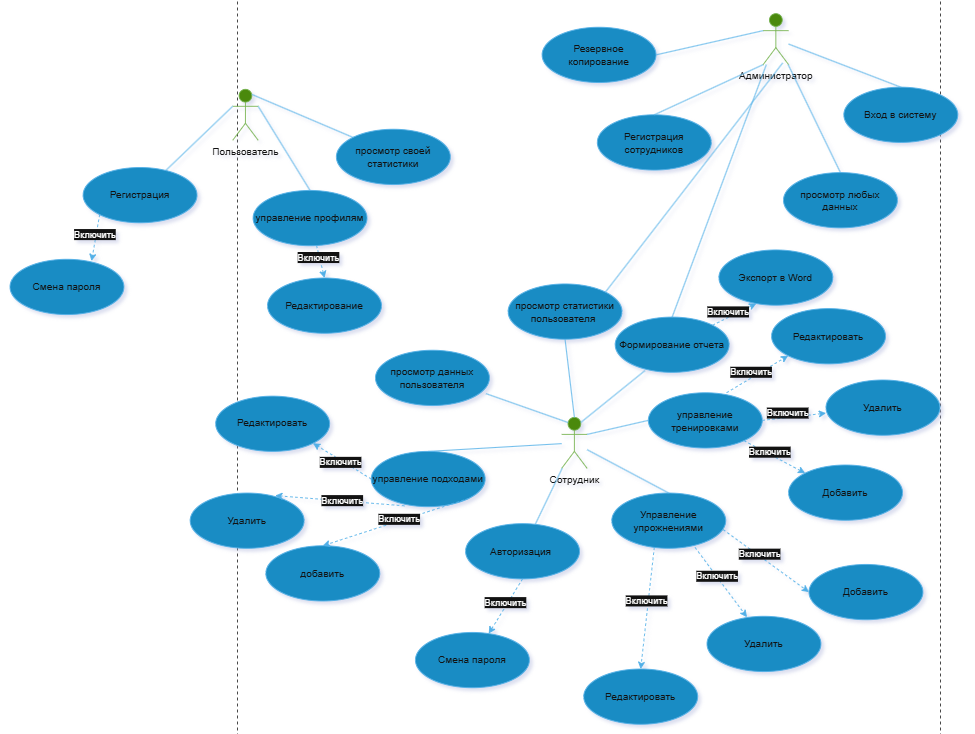 Резервное
копирование
Администратор
Вход в систему
Регистрация
сотрудников
Пользователь
просмотр своей
статистики
Регистрация
просмотр любых
данных
управление профилям
Включить
Включить
Смена пароля
Редактирование
Экспорт в Word
просмотр статистики
пользователя
Включить
Формирование отчета
Редактировать
просмотр данных
пользователя
Включить
Удалить
Включить
управление
тренировками
Редактировать
Включить
Включить
Сотрудник
управление подходами
Включить
Добавить
Удалить
Включить
Управление
упрожнениями
Авторизация
Включить
добавить
Включить
Добавить
Включить
Включить
Удалить
Смена пароля
Редактировать